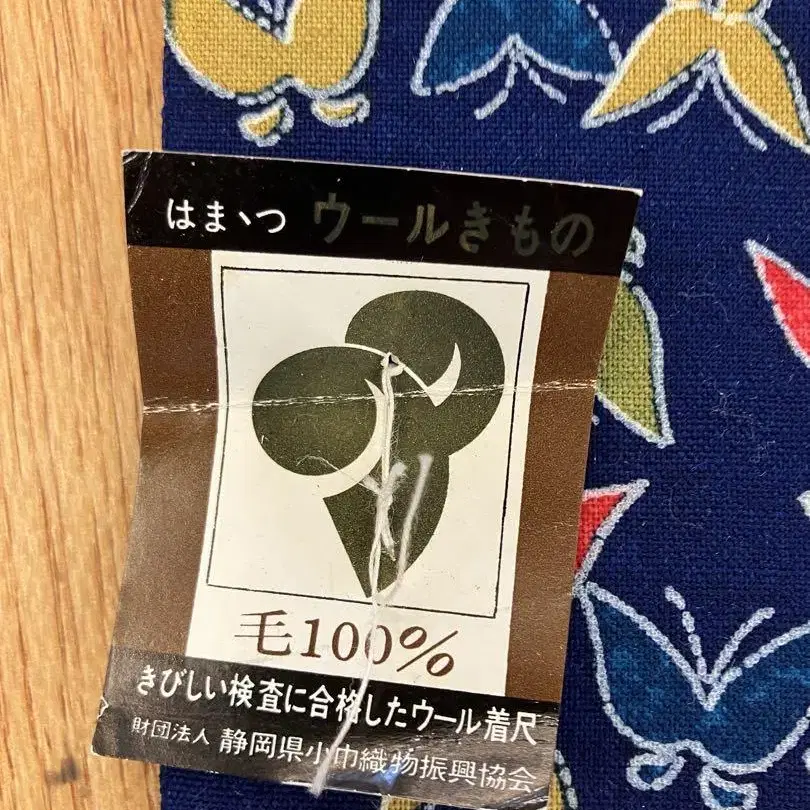 はまヽつ ウールきもの
毛100%
きびしい検査に合格したウール着尺
財団法人 静岡県小巾織物振興協会